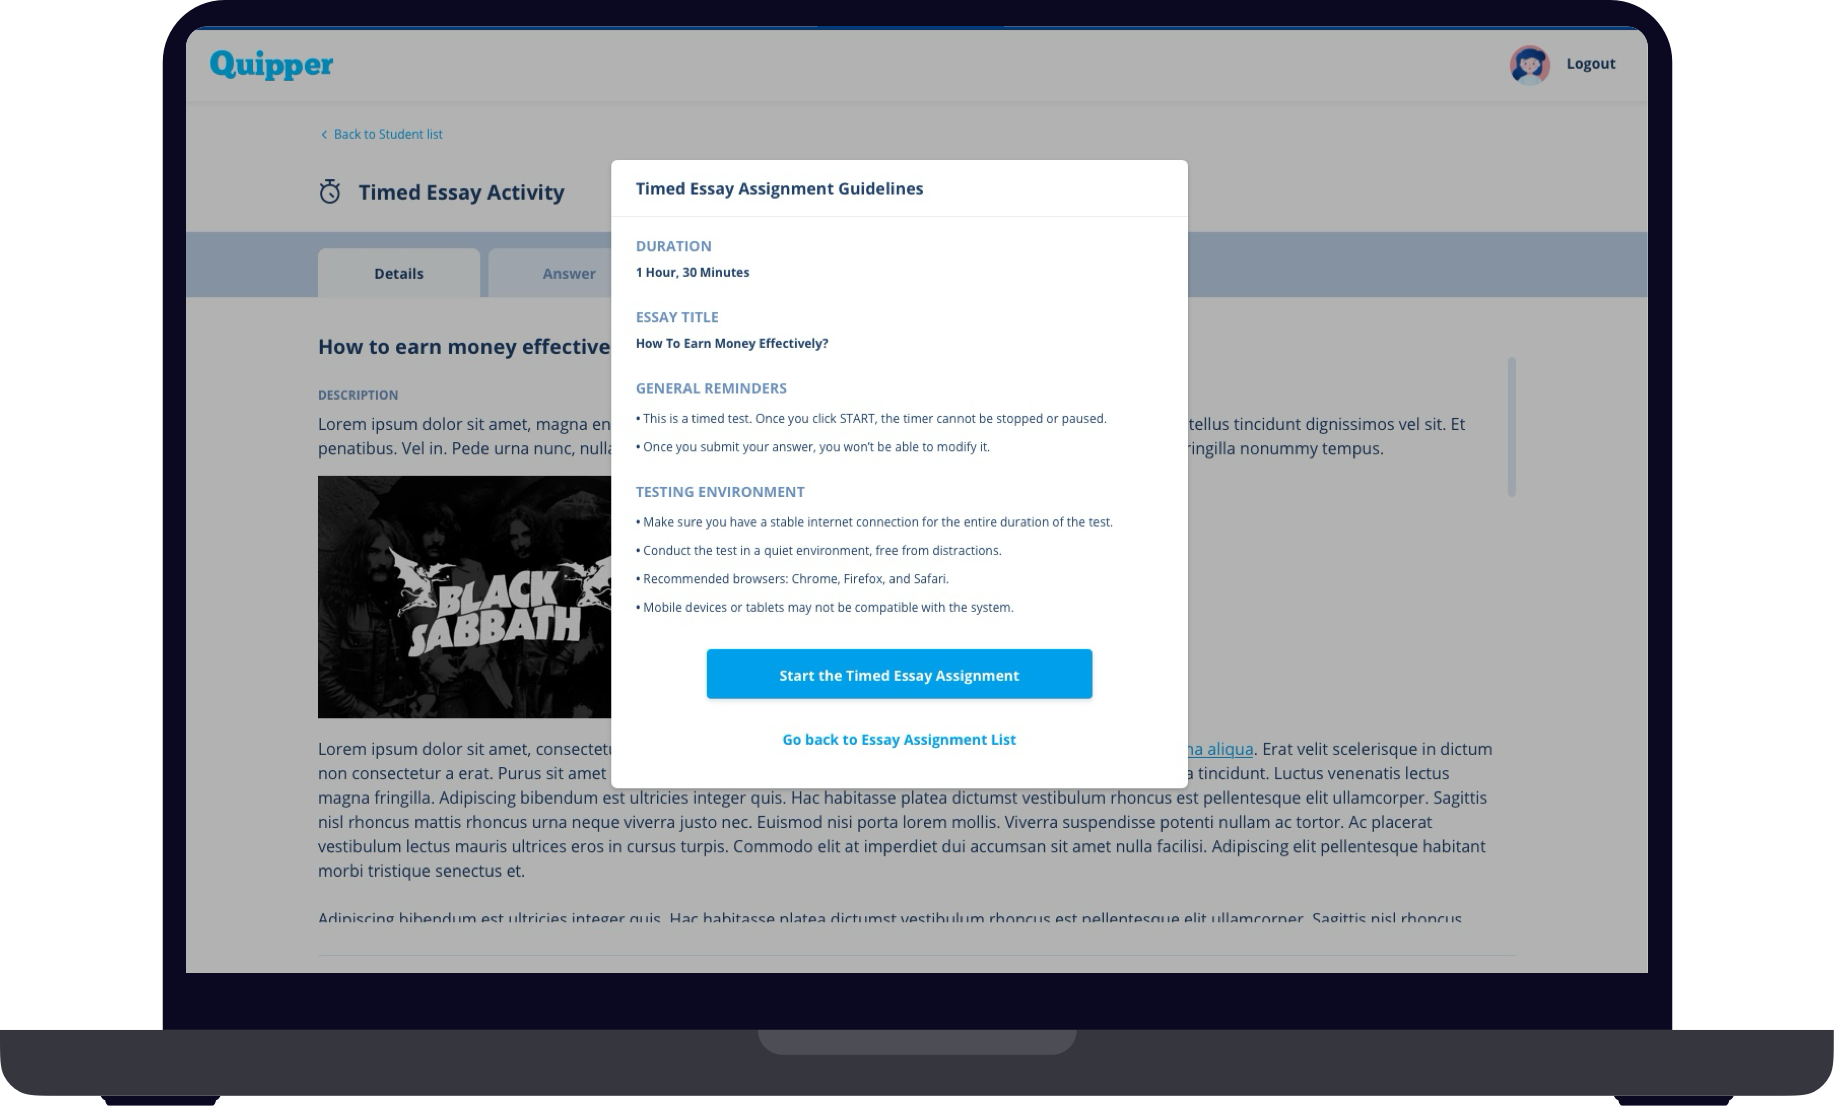 Quipper
Logout
Back to Student list
Timed Essay Activity
Details
Answer
How to earn money effective
DESCRIPTION
Lorem ipsum dolor sit amet, magna en
tellus tincidunt dignissimos vel sit. Et
penatibus. Vel in. Pede urna nunc, nulla
ringilla nonummy tempus.
BLACK
SABBATH
Timed Essay Assignment Guidelines
DURATION
1 Hour, 30 Minutes
ESSAY TITLE
How To Earn Money Effectively?
GENERAL REMINDERS
• This is a timed test. Once you click START, the timer cannot be stopped or paused.
• Once you submit your answer, you won't be able to modify it.
TESTING ENVIRONMENT
• Make sure you have a stable internet connection for the entire duration of the test.
• Conduct the test in a quiet environment, free from distractions.
• Recommended browsers: Chrome, Firefox, and Safari.
• Mobile devices or tablets may not be compatible with the system.
Start the Timed Essay Assignment
Go back to Essay Assignment List
Lorem ipsum dolor sit amet, consectetu
na aliqua. Erat velit scelerisque in dictum
non consectetur a erat. Purus sit amet
a tincidunt. Luctus venenatis lectus
magna fringilla. Adipiscing bibendum est ultricies integer quis. Hac habitasse platea dictumst vestibulum rhoncus est pellentesque elit ullamcorper. Sagittis
nisl rhoncus mattis rhoncus urna neque viverra justo nec. Euismod nisi porta lorem mollis. Viverra suspendisse potenti nullam ac tortor. Ac placerat
vestibulum lectus mauris ultrices eros in cursus turpis. Commodo elit at imperdiet dui accumsan sit amet nulla facilisi. Adipiscing elit pellentesque habitant
morbi tristique senectus et.
Adipiscing bibendum est ultricies integer quis. Hac habitasse platea dictumst vestibulum rhoncus est pellentesque elit ullamcorper. Sagittis nisl rhoncus